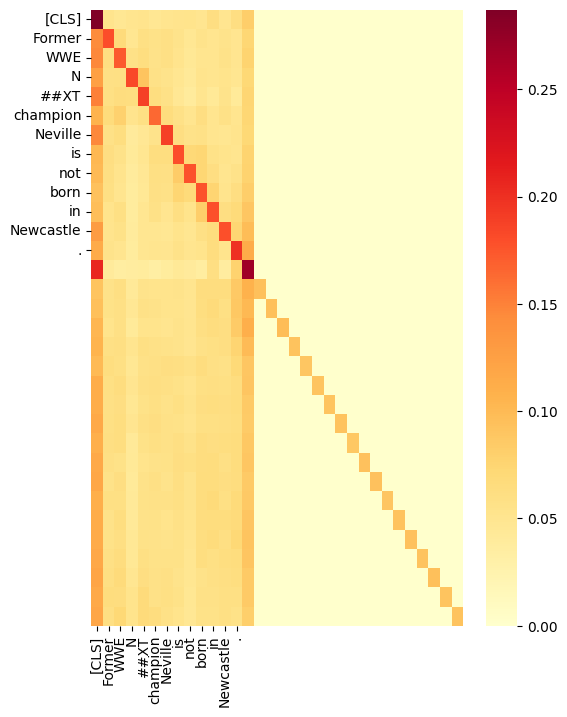 [CLS]
Former
WWE
N
##XT
champion
Neville
is
not
born
in
Newcastle
.
0.25
0.20
0.15
0.10
0.05
0.00
[CLS]
Former
WWE
N
##XT
champion
Neville
is
not
born
in
Newcastle
.